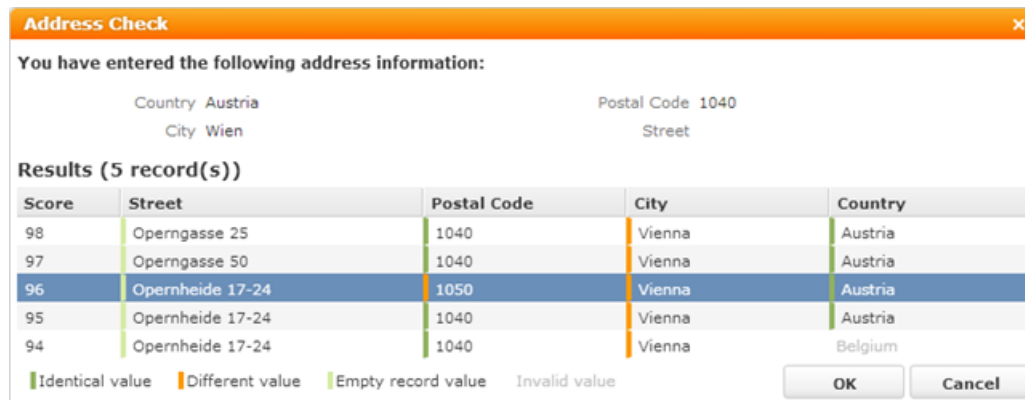 Address Check ×
You have entered the following address information:
Country Austria Postal Code 1040
City Wien Street
Results (5 record(s))
Score Street Postal Code City Country
98 Operngasse 25 1040 Vienna Austria
97 Operngasse 50 1040 Vienna Austria
96 Opernheide 17-24 1050 Vienna Austria
95 Opernheide 17-24 1040 Vienna Austria
94 Opernheide 17-24 1040 Vienna Belgium
Identical value Different value Empty record value Invalid value OK Cancel